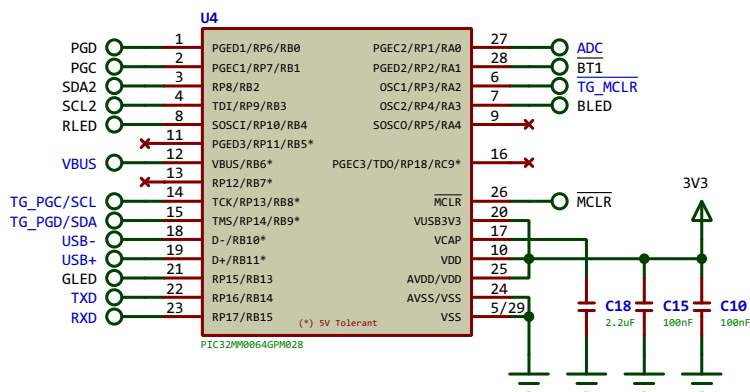 U4
PGD 1 PGED1/RP6/RB0 PGEC2/RP1/RA0 27 ADC
PGC 2 PGEC1/RP7/RB1 PGED2/RP2/RA1 28 BT1
SDA2 3 RP8/RB2 OSC1/RP3/RA2 6 TG_MCLR
SCL2 4 TDI/RP9/RB3 OSC2/RP4/RA3 7 BLED
RLED 8 SOSCI/RP10/RB4 SOSCO/RP5/RA4 9
11 PGED3/RP11/RB5*
VBUS 12 VBUS/RB6* PGEC3/TDO/RP18/RC9* 16
13 RP12/RB7*
3V3
TG_PGC/SCL 14 TCK/RP13/RB8* MCLR 26 MCLR
TG_PGD/SDA 15 TMS/RP14/RB9* VUSB3V3 20
USB- 18 D-/RB10* VCAP 17
USB+ 19 D+/RB11* VDD 10
GLED 21 RP15/RB13 AVDD/VDD 25
TXD 22 RP16/RB14 AVSS/VSS 24
RXD 23 RP17/RB15 VSS 5/29
C18 C15 C10
2.2uF 100nF 100nF
(*) 5V Tolerant
PIC32MM0064GPM028